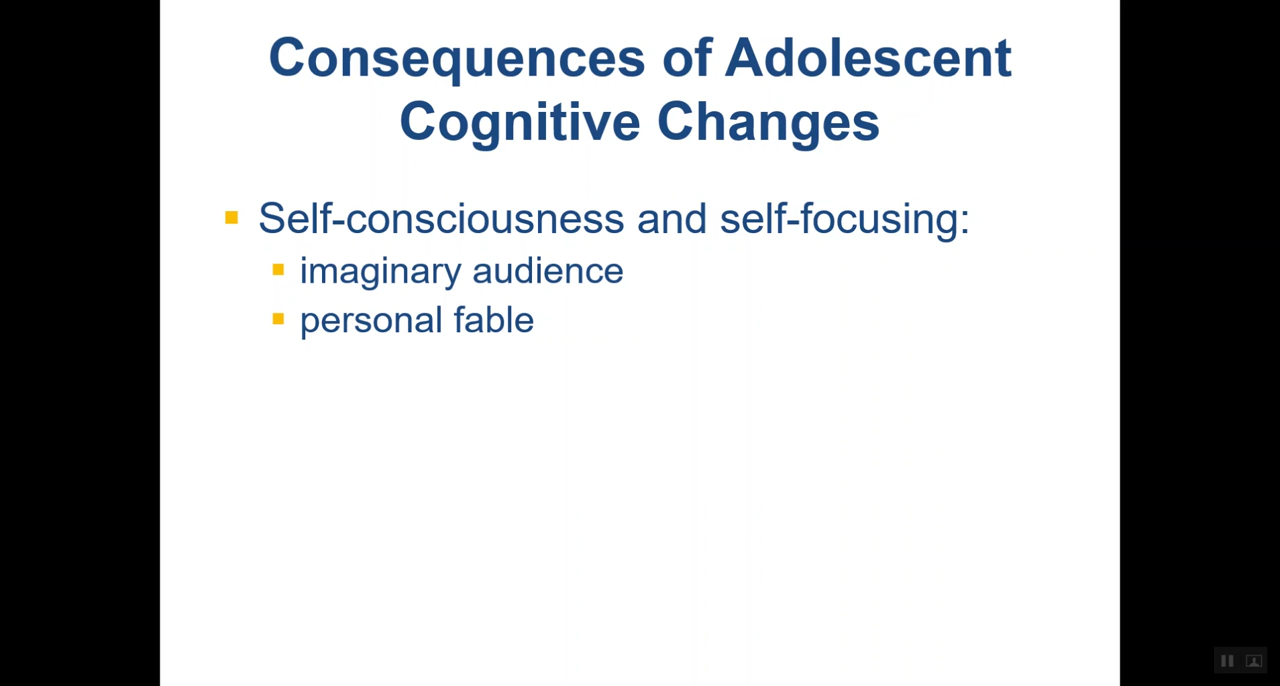 Consequences of Adolescent
Cognitive Changes
Self-consciousness and self-focusing:
imaginary audience
personal fable